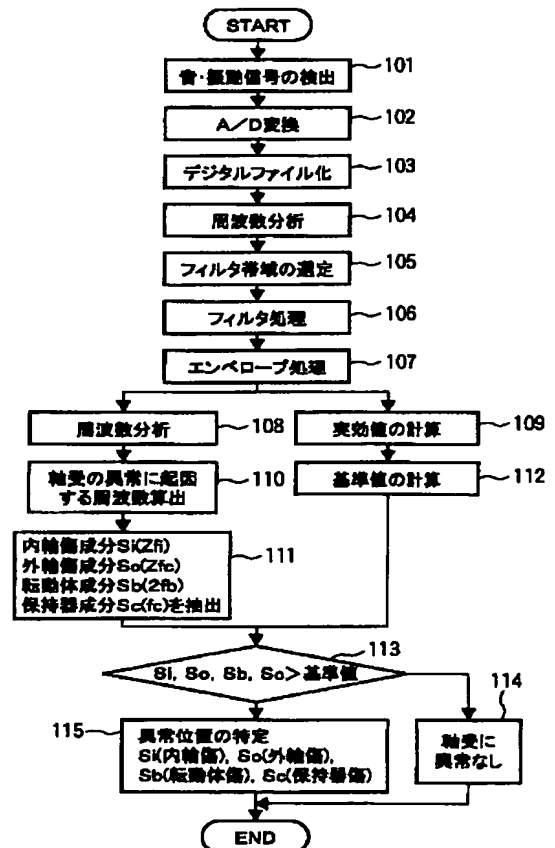 START
音・振動信号の検出
101
A/D変換
102
デジタルファイル化
103
周波数分析
104
フィルタ帯域の選定
105
フィルタ処理
106
エンベロープ処理
107
周波数分析
108
実効値の計算
109
軸受の異常に起因
する周波数算出
110
基準値の計算
112
内輪傷成分Si(Zfi)
外輪傷成分So(Zfc)
転動体成分Sb(2fb)
保持器成分Sc(fc)を抽出
111
113
Si, So, Sb, Sc>基準値
114
115
異常位置の特定
Si(内輪傷), So(外輪傷),
Sb(転動体傷), Sc(保持器傷)
軸受に
異常なし
END